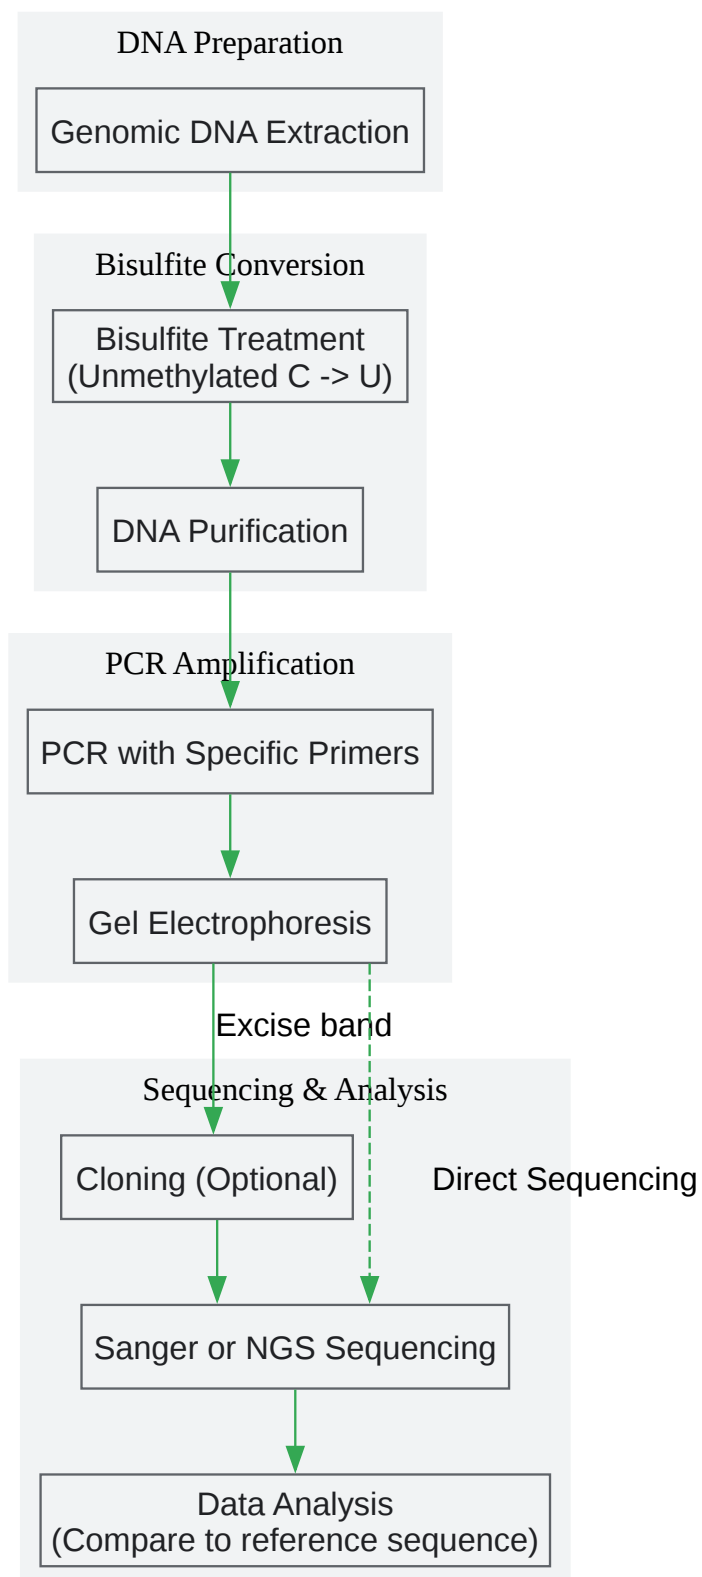 DNA Preparation
Genomic DNA Extraction
Bisulfite Conversion
Bisulfite Treatment
(Unmethylated C -> U)
DNA Purification
PCR Amplification
PCR with Specific Primers
Gel Electrophoresis
Excise band
Sequencing & Analysis
Cloning (Optional)
Direct Sequencing
Sanger or NGS Sequencing
Data Analysis
(Compare to reference sequence)